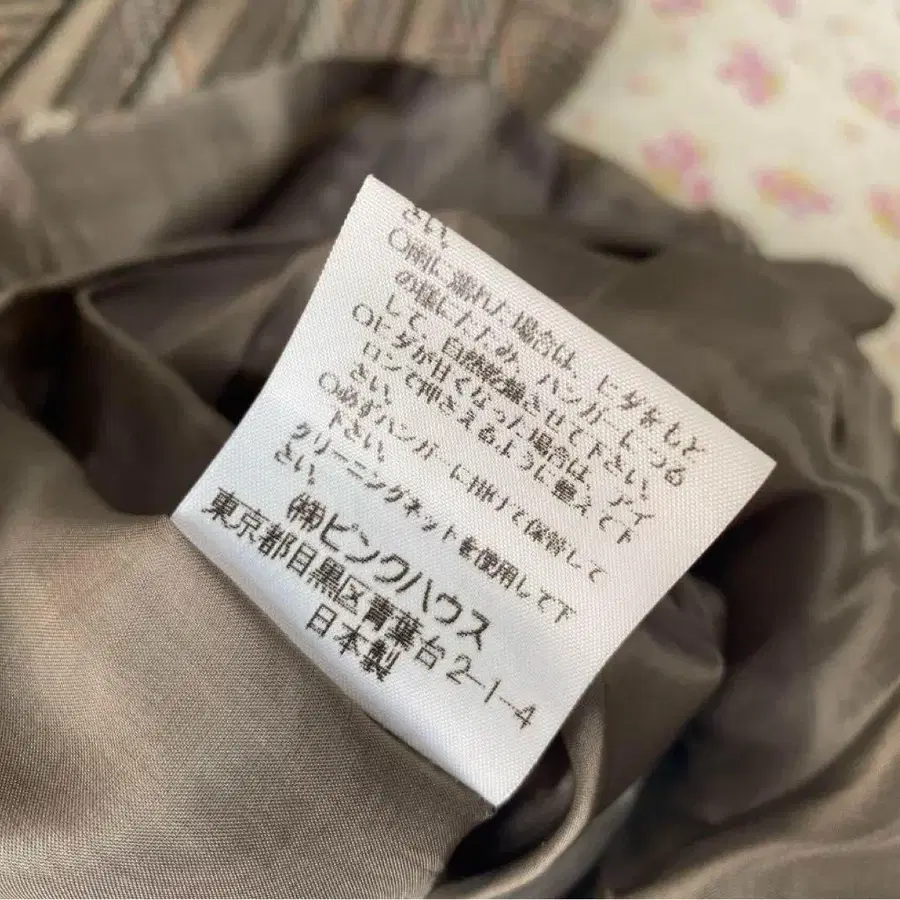 さい。
○雨に濡れた場合は、ヒダをもと
の様にたたみ、ハンガーにつる
して、自然乾燥させて下さい。
○ヒダが甘くなった場合は、アイ
ロンで押さえるように整えて下
さい。
○必ずハンガーに掛けて保管して
下さい。
クリーニングネットを使用して下
さい。
㈱ピンクハウス
東京都目黒区青葉台2-1-4
日本製